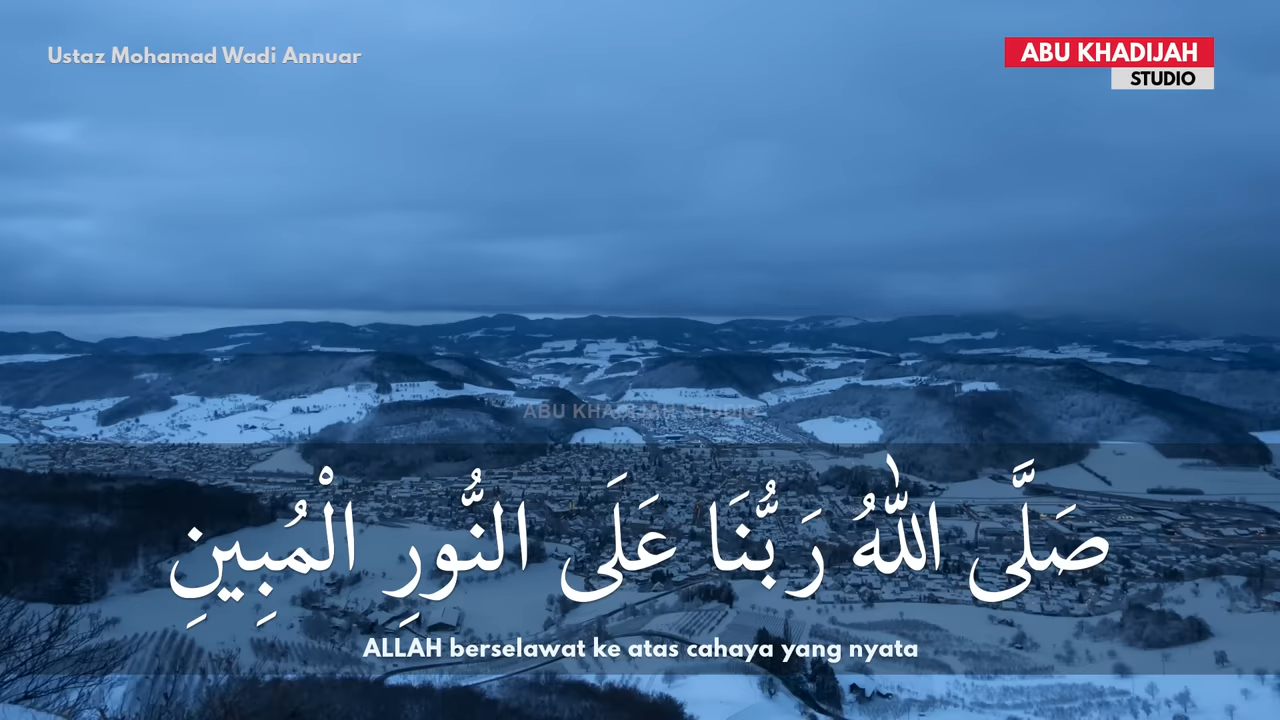 Ustaz Mohamad Wadi Annuar
ABU KHADIJAH
STUDIO
ABU KHADIJAH STUDIO
صَلَّى اللّٰهُ رَبُّنَا عَلَى النُّورِ الْمُبِينِ
ALLAH berselawat ke atas cahaya yang nyata